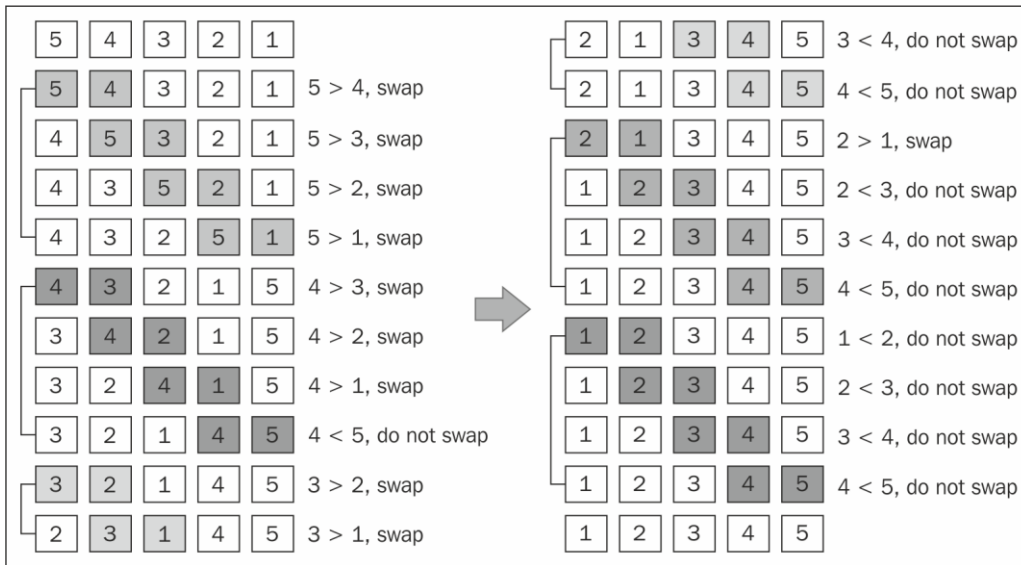 5 4 3 2 1
5 4 3 2 1 5 > 4, swap
4 5 3 2 1 5 > 3, swap
4 3 5 2 1 5 > 2, swap
4 3 2 5 1 5 > 1, swap
4 3 2 1 5 4 > 3, swap
3 4 2 1 5 4 > 2, swap
3 2 4 1 5 4 > 1, swap
3 2 1 4 5 4 < 5, do not swap
3 2 1 4 5 3 > 2, swap
2 3 1 4 5 3 > 1, swap
2 1 3 4 5 3 < 4, do not swap
2 1 3 4 5 4 < 5, do not swap
2 1 3 4 5 2 > 1, swap
1 2 3 4 5 2 < 3, do not swap
1 2 3 4 5 3 < 4, do not swap
1 2 3 4 5 4 < 5, do not swap
1 2 3 4 5 1 < 2, do not swap
1 2 3 4 5 2 < 3, do not swap
1 2 3 4 5 3 < 4, do not swap
1 2 3 4 5 4 < 5, do not swap
1 2 3 4 5